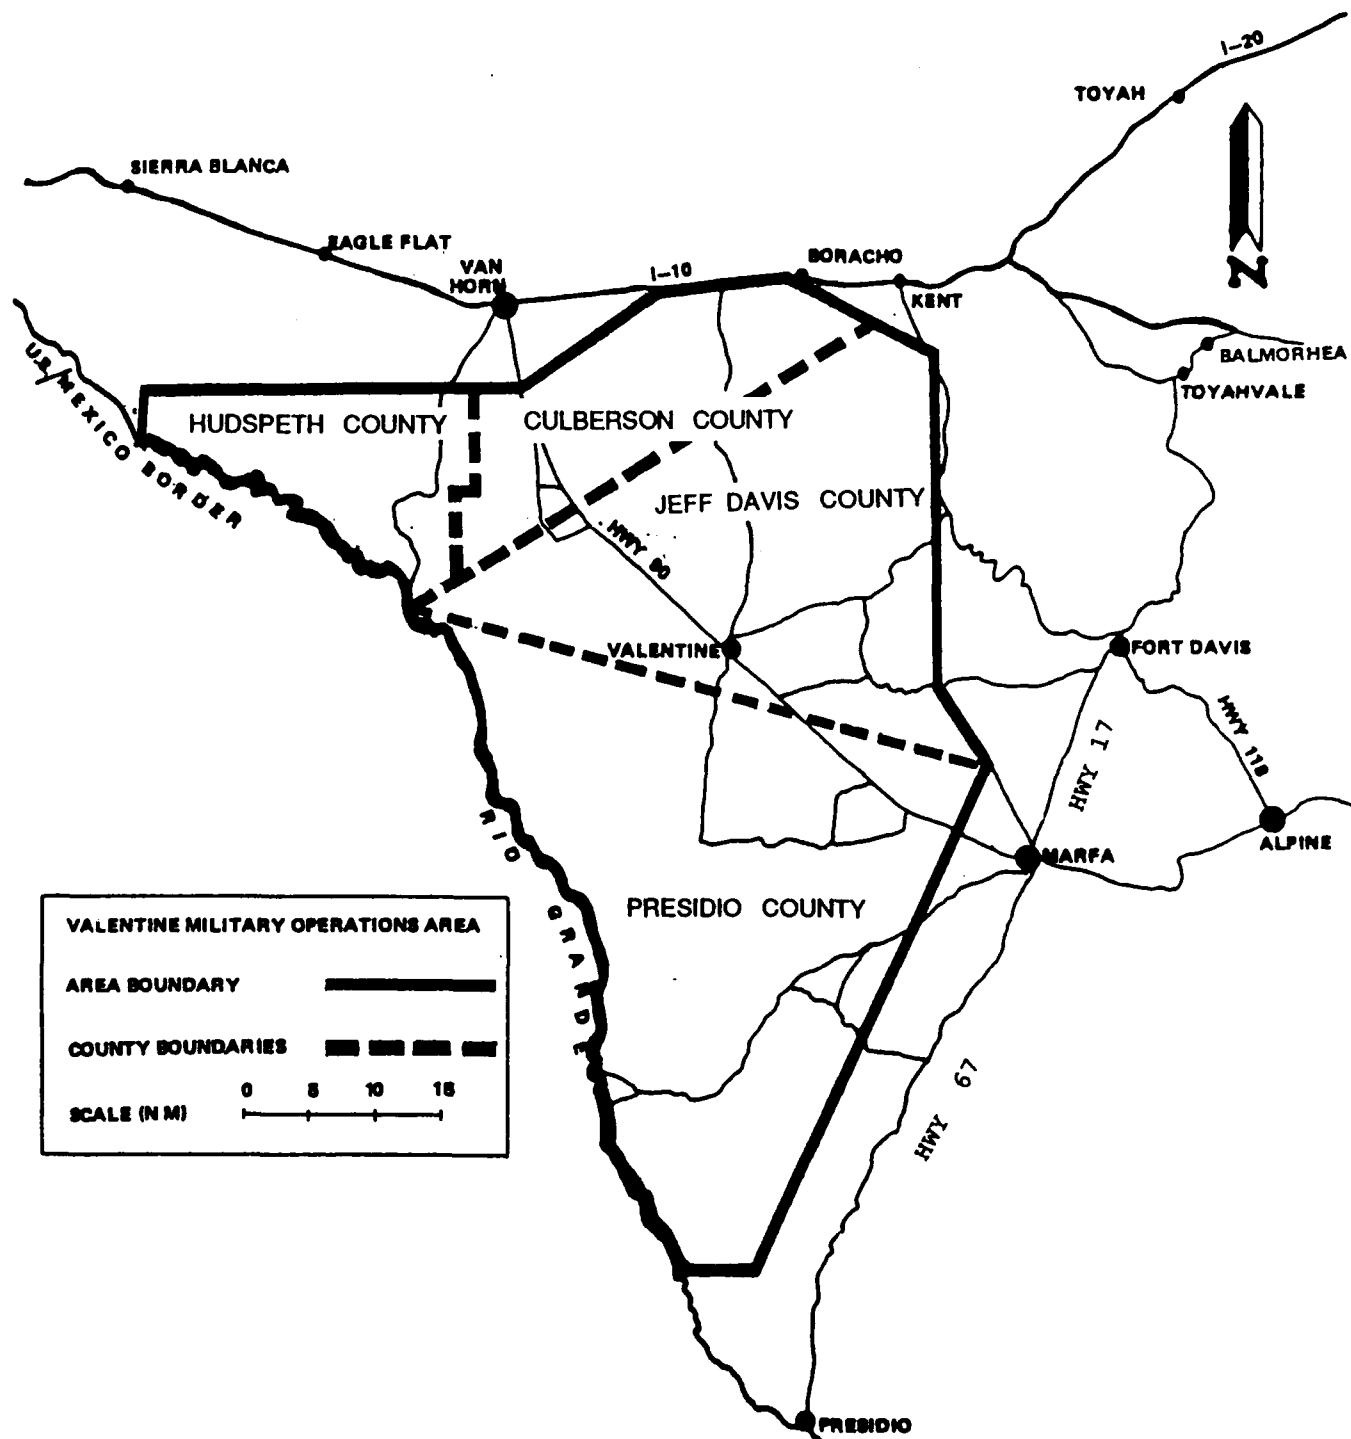 I-20
TOYAH
SIERRA BLANCA
EAGLE FLAT
VAN
HORN
I-10
BORACHO
KENT
N
BALMORHEA
TOYAHVALE
U.S./MEXICO BORDER
HUDSPETH COUNTY
CULBERSON COUNTY
JEFF DAVIS COUNTY
HWY 90
VALENTINE
FORT DAVIS
HWY 118
HWY 17
ALPINE
MARFA
RIO GRANDE
PRESIDIO COUNTY
VALENTINE MILITARY OPERATIONS AREA
AREA BOUNDARY
COUNTY BOUNDARIES
0 5 10 15
SCALE (N M)
HWY 67
PRESIDIO